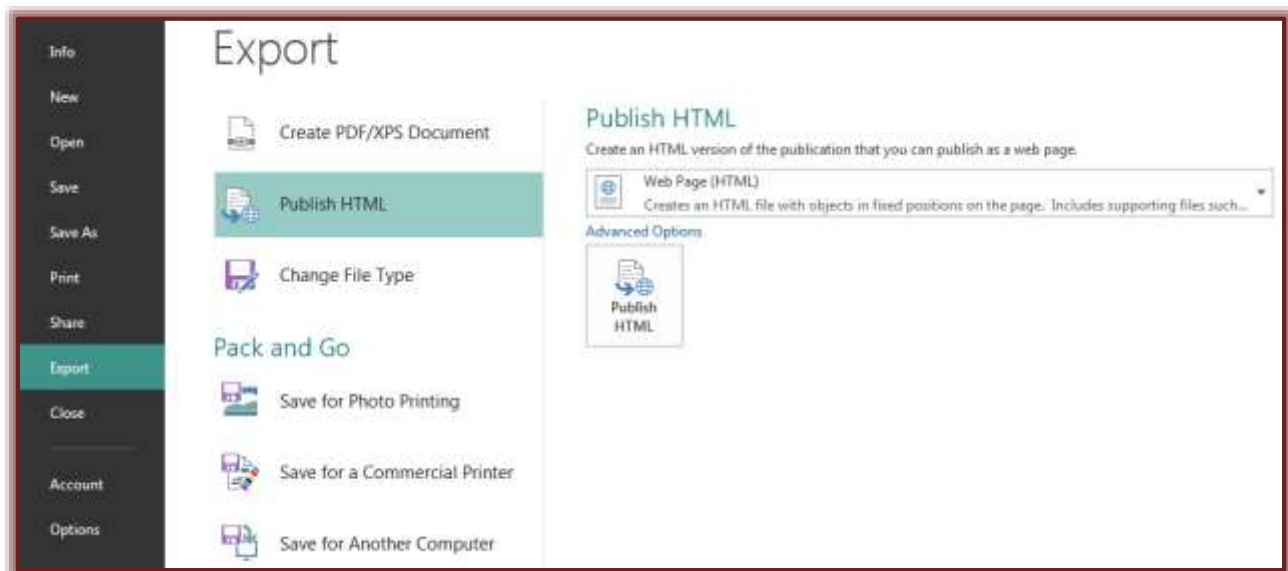 Info
New
Open
Save
Save As
Print
Share
Export
Close
Account
Options
Export
Create PDF/XPS Document
Publish HTML
Change File Type
Pack and Go
Save for Photo Printing
Save for a Commercial Printer
Save for Another Computer
Publish HTML
Create an HTML version of the publication that you can publish as a web page.
Web Page (HTML)
Creates an HTML file with objects in fixed positions on the page. Includes supporting files such...
Advanced Options
Publish
HTML